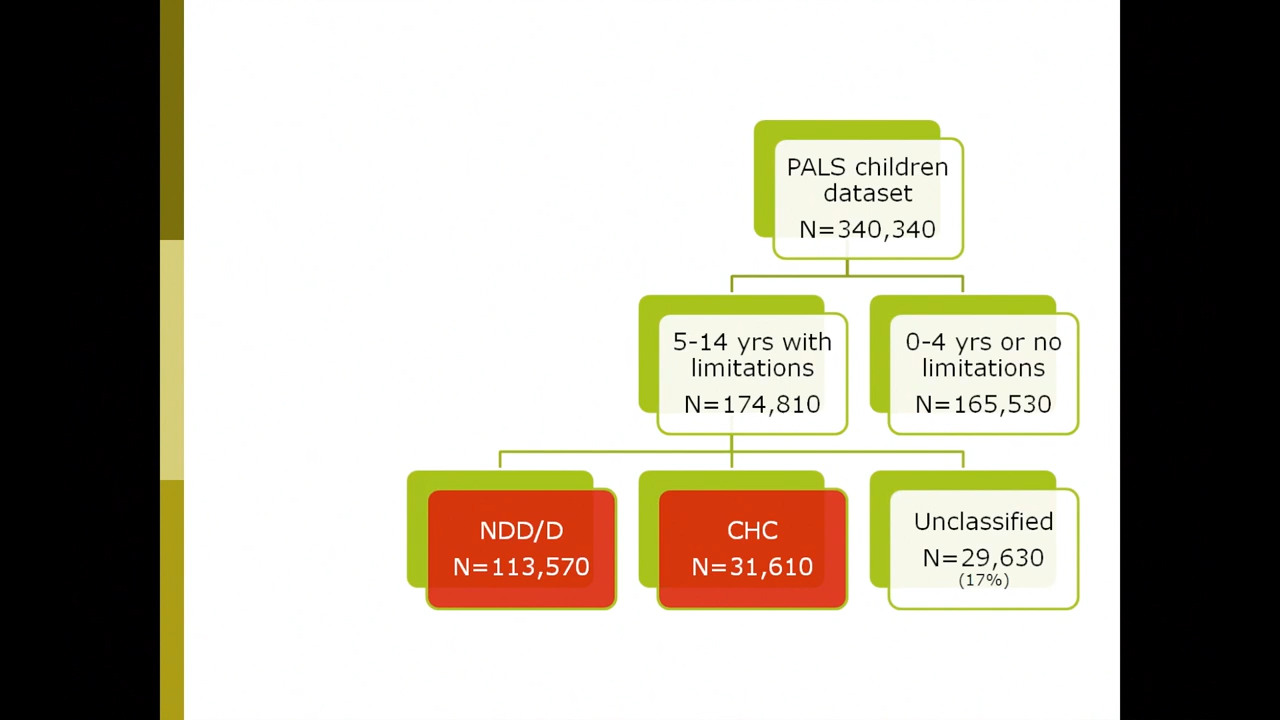 PALS children
dataset
N=340,340
5-14 yrs with
limitations
N=174,810
0-4 yrs or no
limitations
N=165,530
NDD/D
N=113,570
CHC
N=31,610
Unclassified
N=29,630
(17%)